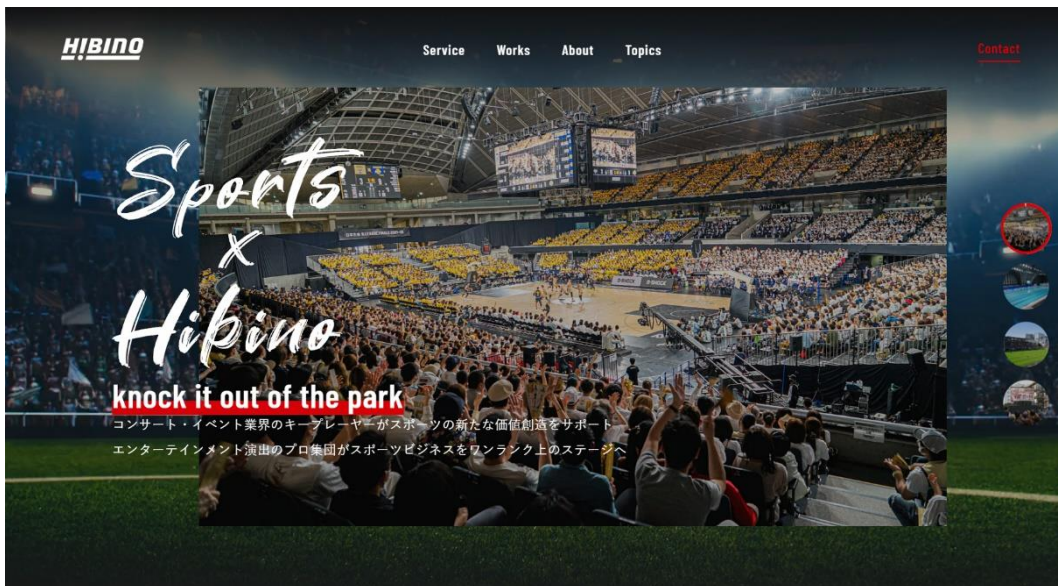 HIBINO
Service
Works
About
Topics
Contact
Sports
x
Hibino
knock it out of the park
コンサート・イベント業界のキープレーヤーがスポーツの新たな価値創造をサポート
エンターテインメント演出のプロ集団がスポーツビジネスをワンランク上のステージへ